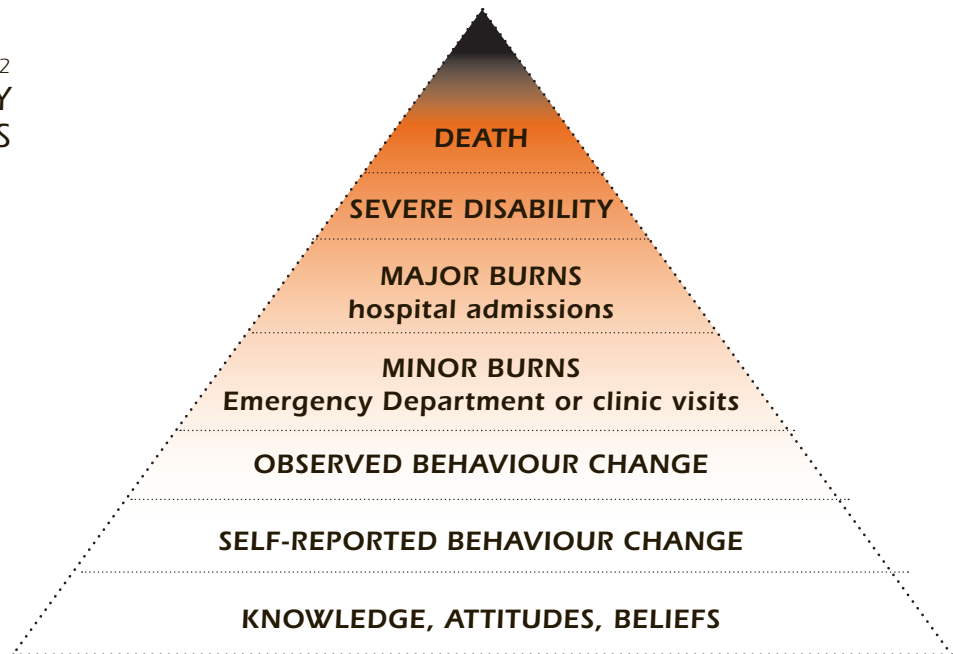 2
Y
S
DEATH
SEVERE DISABILITY
MAJOR BURNS
hospital admissions
MINOR BURNS
Emergency Department or clinic visits
OBSERVED BEHAVIOUR CHANGE
SELF-REPORTED BEHAVIOUR CHANGE
KNOWLEDGE, ATTITUDES, BELIEFS